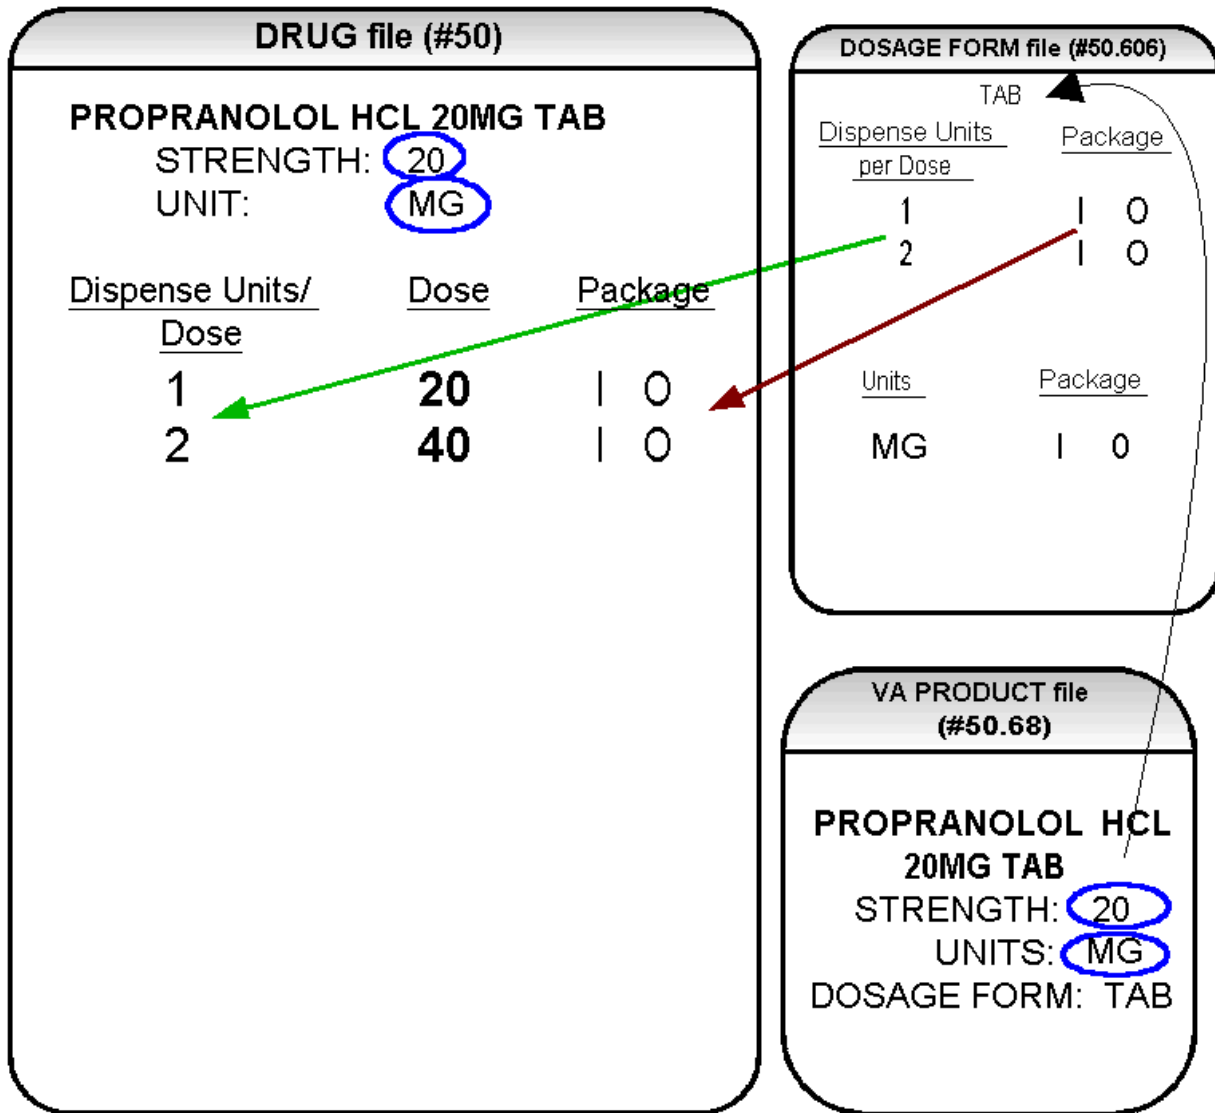 DRUG file (#50)
PROPRANOLOL HCL 20MG TAB
STRENGTH: 20
UNIT: MG
Dispense Units/ Dose Package
Dose
1 20 I O
2 40 I O
DOSAGE FORM file (#50.606)
TAB
Dispense Units Package
per Dose
1 I O
2 I O
Units Package
MG I 0
VA PRODUCT file
(#50.68)
PROPRANOLOL HCL
20MG TAB
STRENGTH: 20
UNITS: MG
DOSAGE FORM: TAB